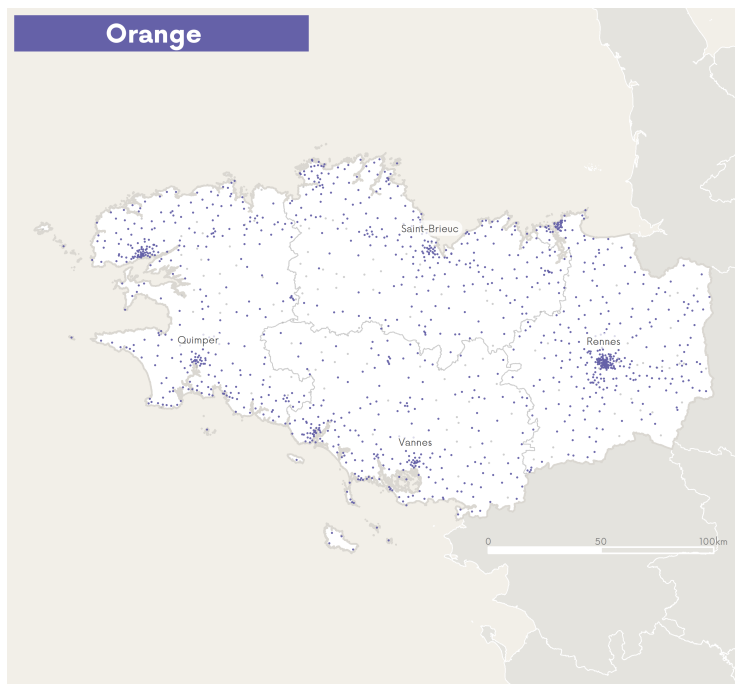 Orange
Saint-Brieuc
Quimper
Rennes
Vannes
0 50 100km